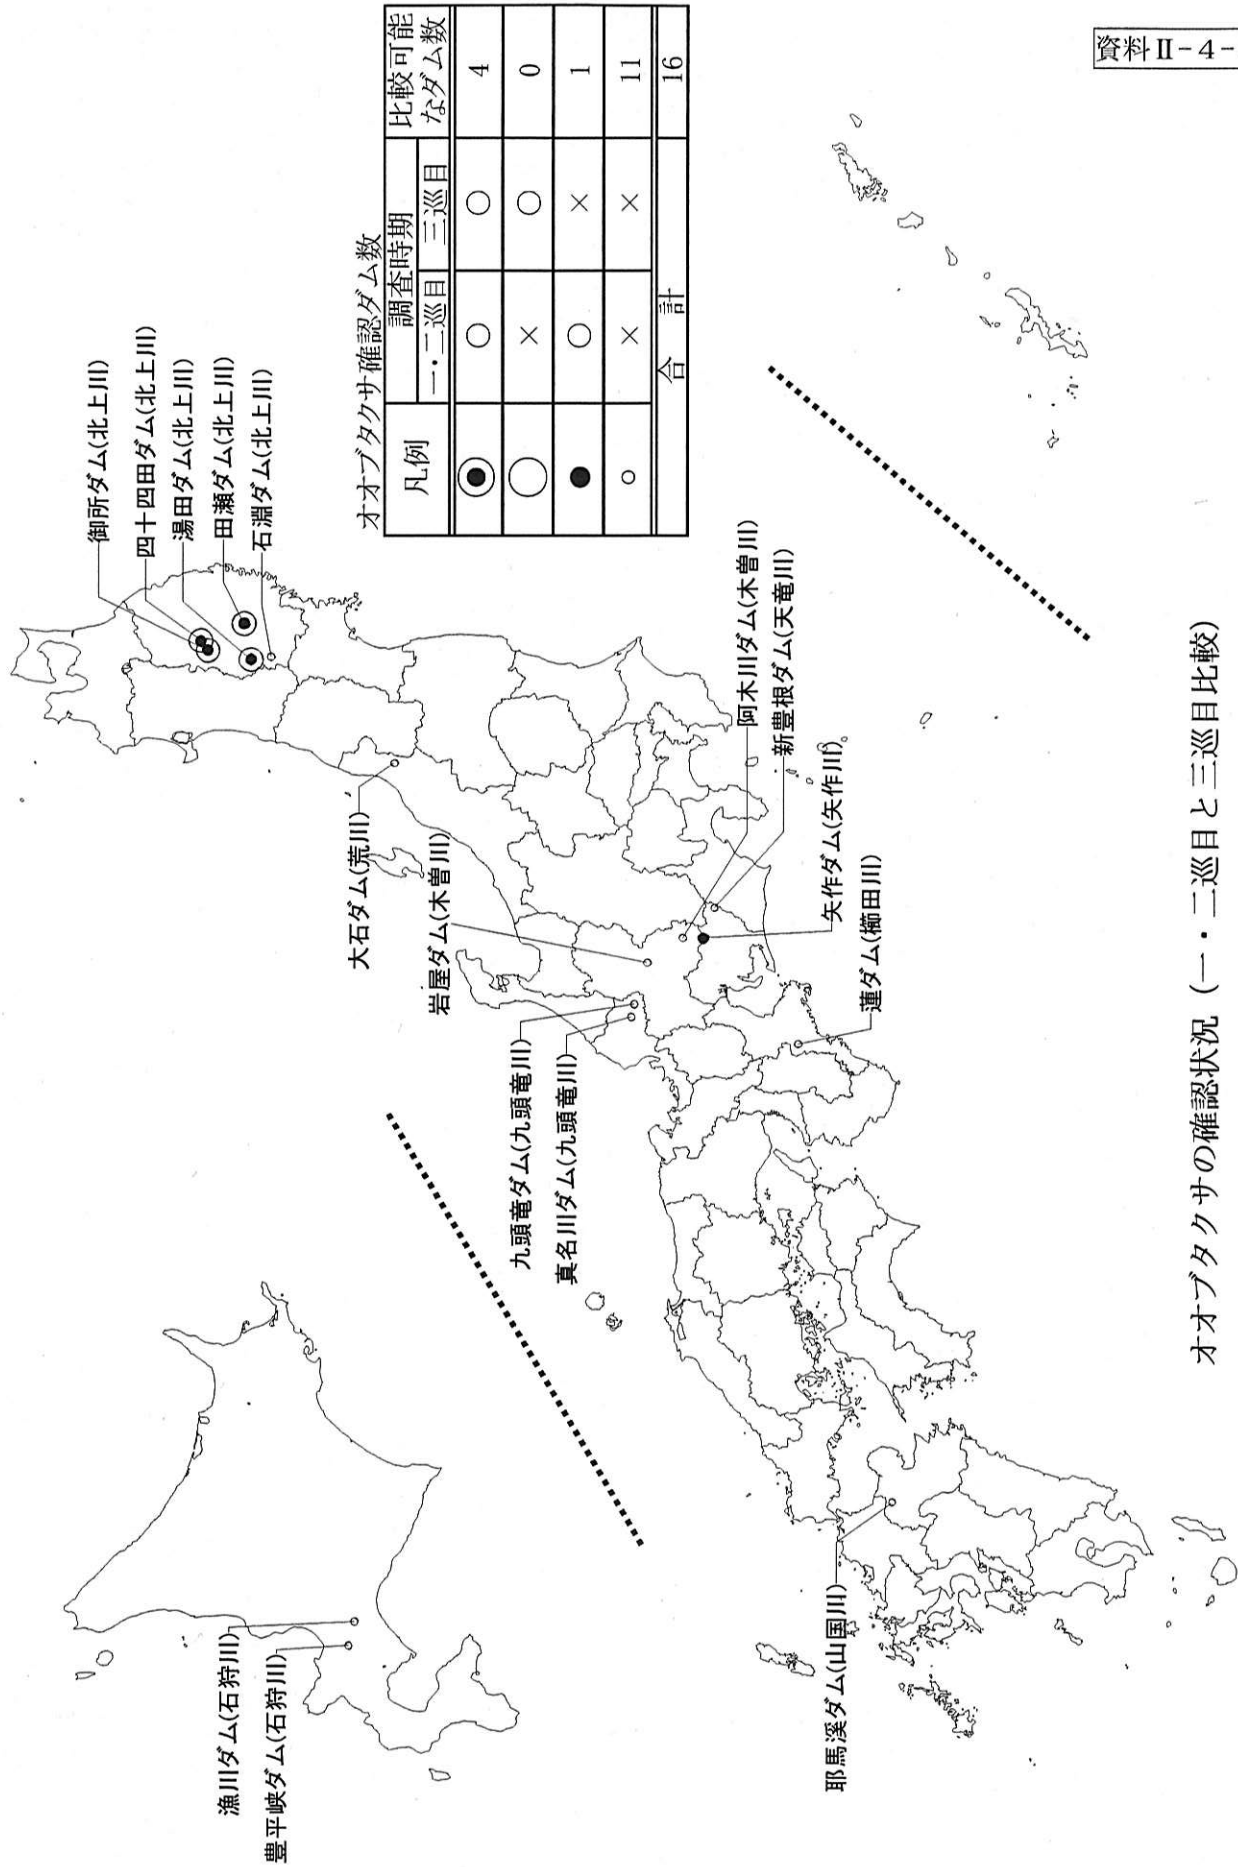 資料Ⅱ-4-
オオブタクサ確認ダム数
凡例 調査時期 比較可能なダム数
一・二巡目 三巡目
○ ○ 4
× ○ 0
○ × 1
× × 11
合計 16
御所ダム(北上川)
四十四田ダム(北上川)
湯田ダム(北上川)
田瀬ダム(北上川)
石淵ダム(北上川)
大石ダム(荒川)
岩屋ダム(木曽川)
九頭竜ダム(九頭竜川)
真名川ダム(九頭竜川)
阿木川ダム(木曽川)
新豊根ダム(天竜川)
矢作ダム(矢作川)
蓮ダム(櫛田川)
漁川ダム(石狩川)
豊平峡ダム(石狩川)
耶馬溪ダム(山国川)
オオブタクサの確認状況（一・二巡目と三巡目比較）